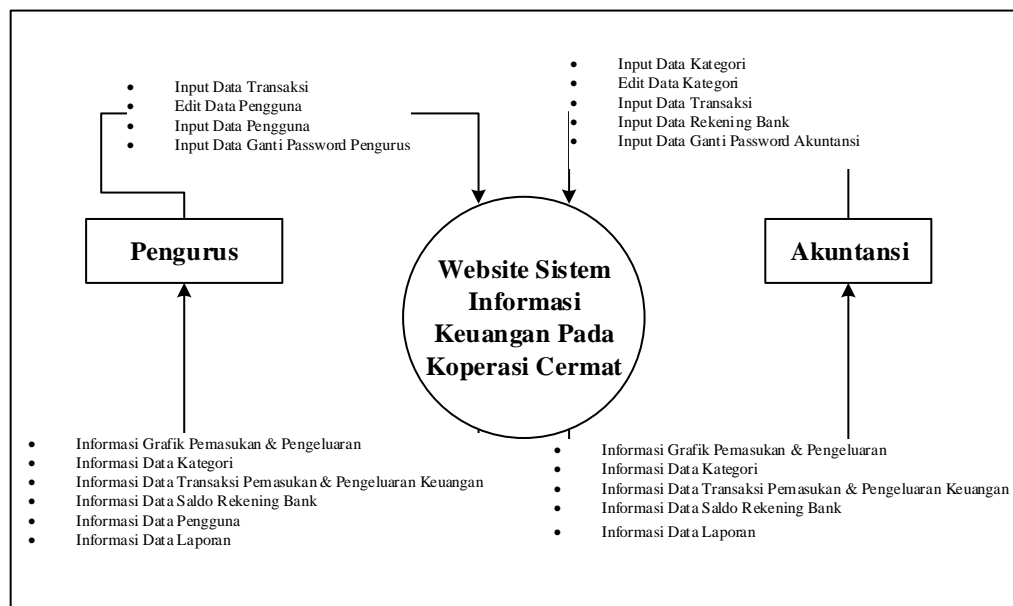 Input Data Transaksi
Edit Data Pengguna
Input Data Pengguna
Input Data Ganti Password Pengurus
Input Data Kategori
Edit Data Kategori
Input Data Transaksi
Input Data Rekening Bank
Input Data Ganti Password Akuntansi
Pengurus
Website Sistem
Informasi
Keuangan Pada
Koperasi Cermat
Akuntansi
Informasi Grafik Pemasukan & Pengeluaran
Informasi Data Kategori
Informasi Data Transaksi Pemasukan & Pengeluaran Keuangan
Informasi Data Saldo Rekening Bank
Informasi Data Pengguna
Informasi Data Laporan
Informasi Grafik Pemasukan & Pengeluaran
Informasi Data Kategori
Informasi Data Transaksi Pemasukan & Pengeluaran Keuangan
Informasi Data Saldo Rekening Bank
Informasi Data Laporan